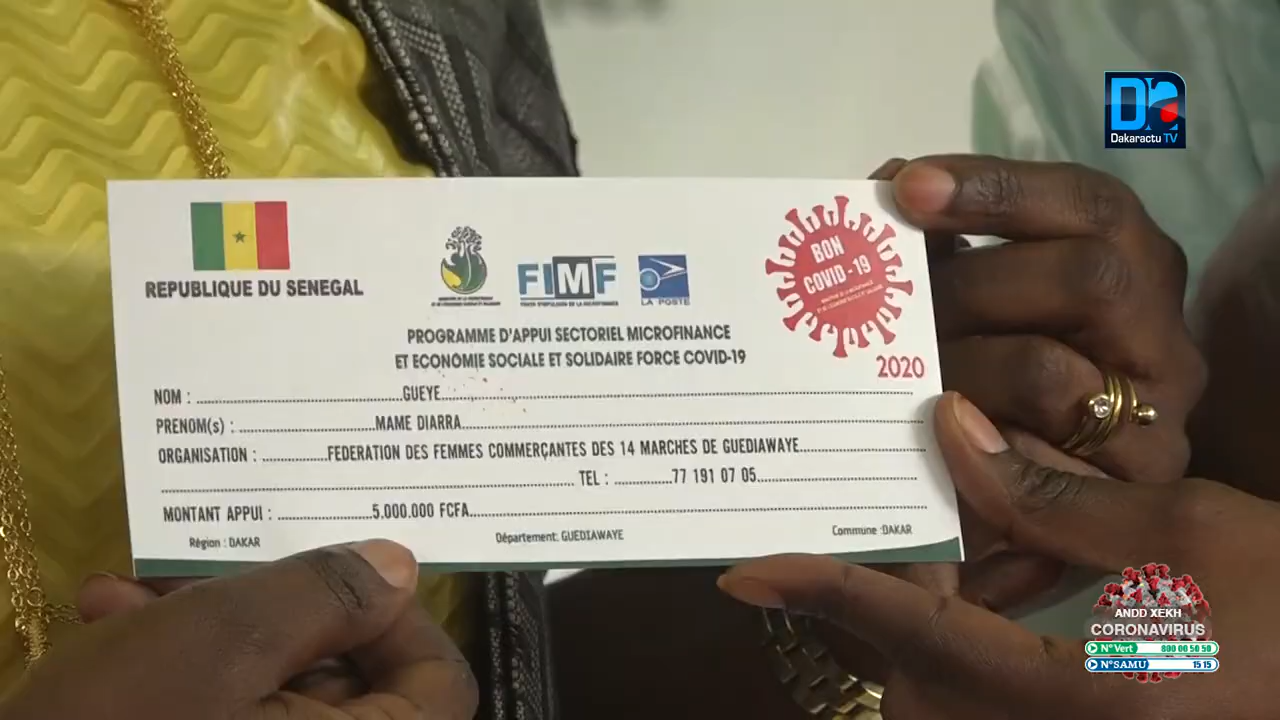 Dakaractu TV
REPUBLIQUE DU SENEGAL
FIMF
LA POSTE
BON
COVID - 19
2020
PROGRAMME D'APPUI SECTORIEL MICROFINANCE
ET ECONOMIE SOCIALE ET SOLIDAIRE FORCE COVID-19
NOM : GUEYE
PRENOM(s) : MAME DIARRA
ORGANISATION : FEDERATION DES FEMMES COMMERÇANTES DES 14 MARCHES DE GUEDIAWAYE
TEL : 77 191 07 05
MONTANT APPUI : 5.000.000 FCFA
Région : DAKAR Département: GUEDIAWAYE Commune :DAKAR
ANDD XEKH
CORONAVIRUS
N°Vert 800 00 50 50
N°SAMU 15 15